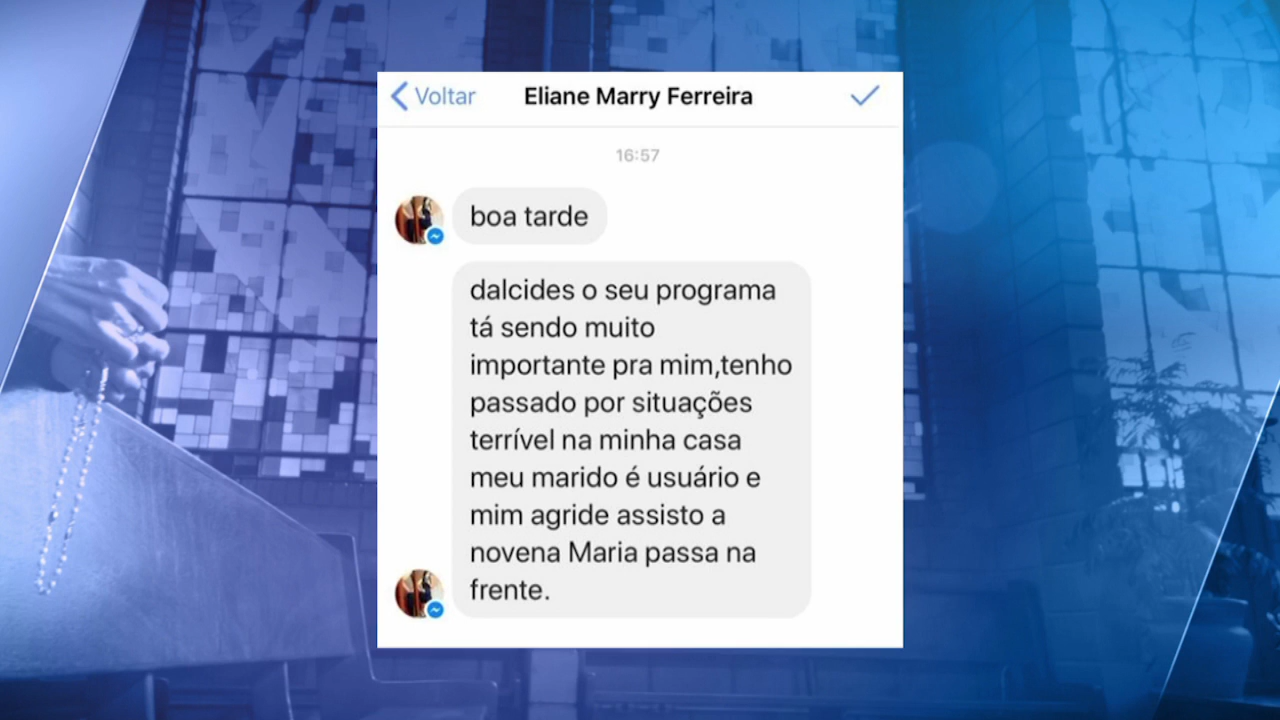 Voltar
Eliane Marry Ferreira
16:57
boa tarde
dalcides o seu programa
tá sendo muito
importante pra mim,tenho
passado por situações
terrível na minha casa
meu marido é usuário e
mim agride assisto a
novena Maria passa na
frente.